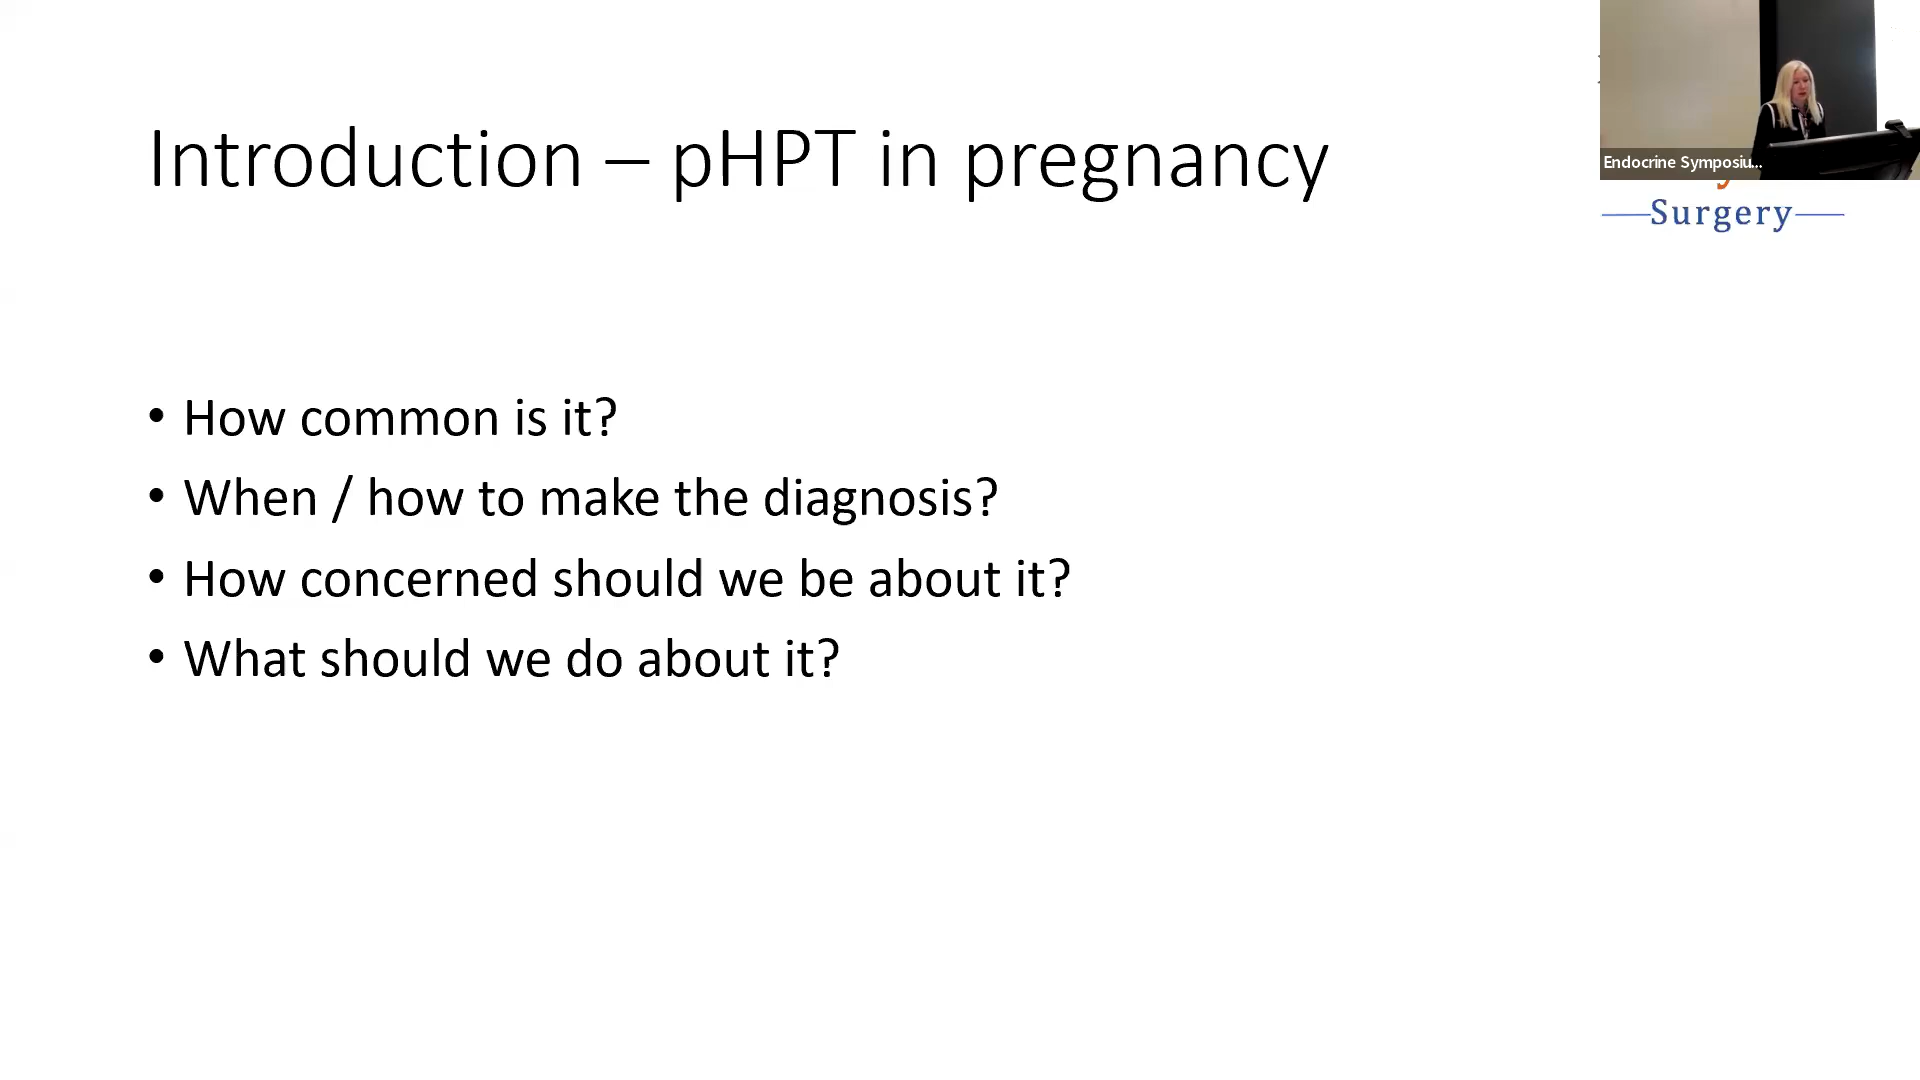 Introduction – pHPT in pregnancy
Endocrine Symposiu...
Surgery
• How common is it?
• When / how to make the diagnosis?
• How concerned should we be about it?
• What should we do about it?